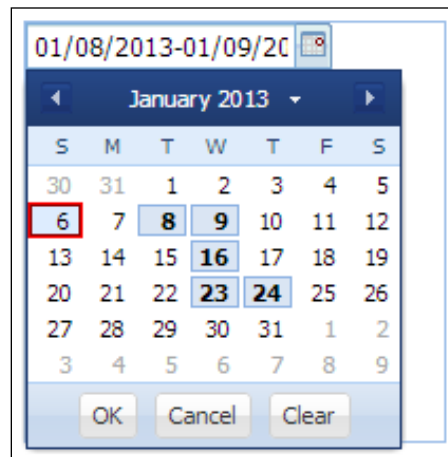 01/08/2013-01/09/20
January 2013
S M T W T F S
30 31 1 2 3 4 5
6 7 8 9 10 11 12
13 14 15 16 17 18 19
20 21 22 23 24 25 26
27 28 29 30 31 1 2
3 4 5 6 7 8 9
OK Cancel Clear